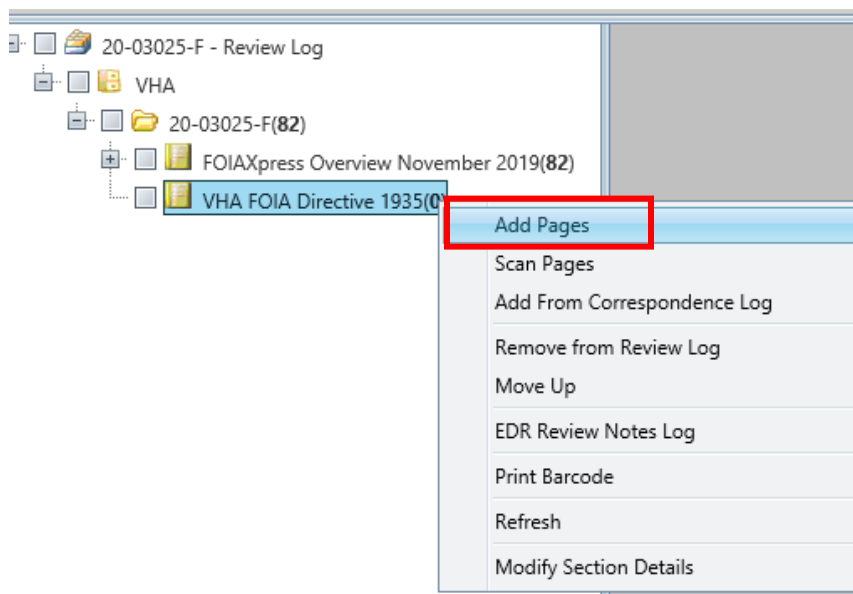 20-03025-F - Review Log
VHA
20-03025-F(82)
FOIAXpress Overview November 2019(82)
VHA FOIA Directive 1935(0)
Add Pages
Scan Pages
Add From Correspondence Log
Remove from Review Log
Move Up
EDR Review Notes Log
Print Barcode
Refresh
Modify Section Details